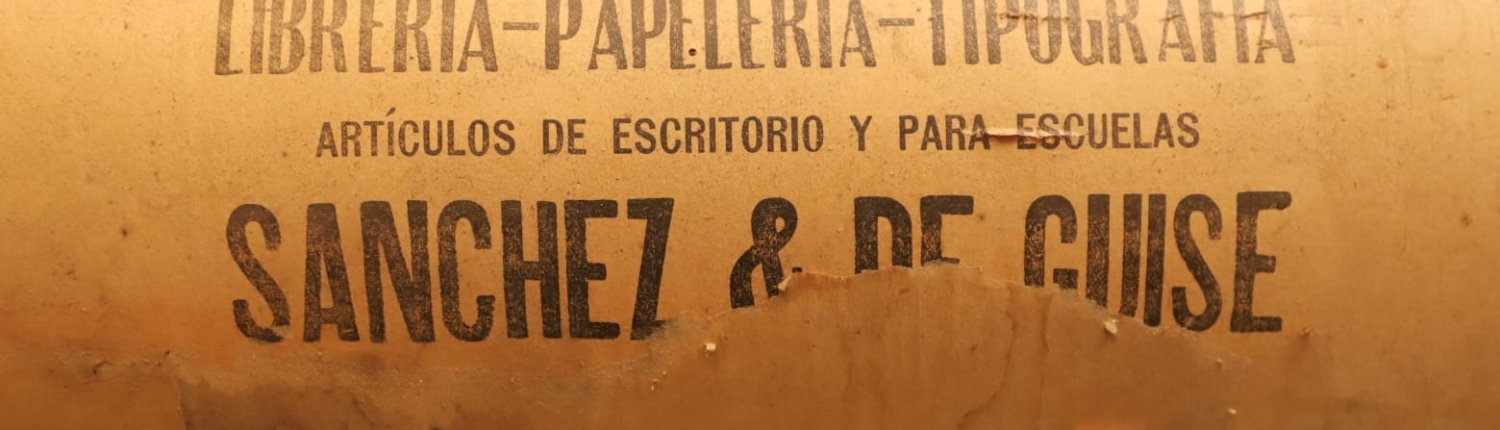 LIBRERIA-PAPELERIA-TIPOGRAFIA
ARTÍCULOS DE ESCRITORIO Y PARA ESCUELAS
SANCHEZ & DE GUISE